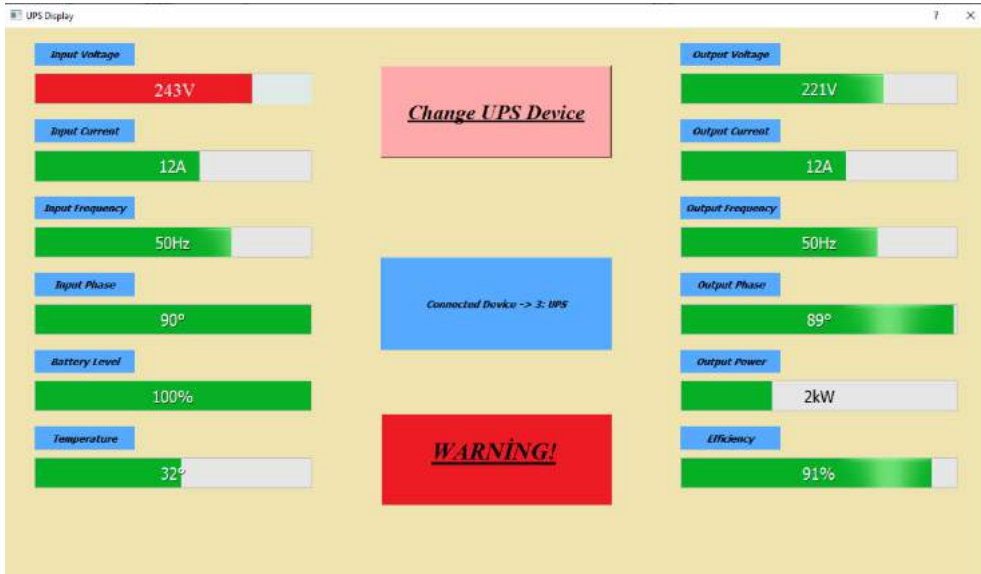 UPS Display
Input Voltage
243V
Input Current
12A
Input Frequency
50Hz
Input Phase
90°
Battery Level
100%
Temperature
32°
Change UPS Device
Connected Device -> 3: UPS
WARNİNG!
Output Voltage
221V
Output Current
12A
Output Frequency
50Hz
Output Phase
89°
Output Power
2kW
Efficiency
91%